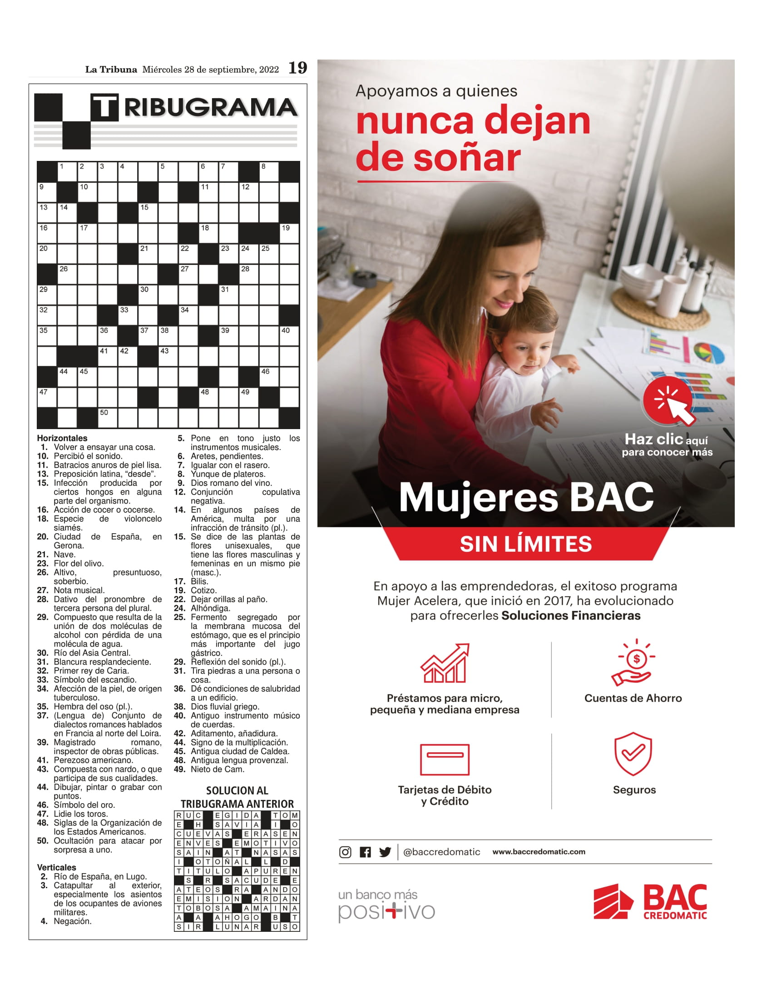 La Tribuna Miércoles 28 de septiembre, 2022 19
TRIBUGRAMA
1 2 3 4 5 6 7 8
9 10 11 12
13 14 15
16 17 18 19
20 21 22 23 24 25
26 27 28
29 30 31
32 33 34
35 36 37 38 39 40
41 42 43
44 45 46
47 48 49
50
Horizontales
1. Volver a ensayar una cosa.
10. Percibió el sonido.
11. Batracios anuros de piel lisa.
13. Preposición latina, “desde”.
15. Infección producida por
ciertos hongos en alguna
parte del organismo.
16. Acción de cocer o cocerse.
18. Especie de violoncelo
siamés.
20. Ciudad de España, en
Gerona.
21. Nave.
23. Flor del olivo.
26. Altivo, presuntuoso,
soberbio.
27. Nota musical.
28. Dativo del pronombre de
tercera persona del plural.
29. Compuesto que resulta de la
unión de dos moléculas de
alcohol con pérdida de una
molécula de agua.
30. Río del Asia Central.
31. Blancura resplandeciente.
32. Primer rey de Caria.
33. Símbolo del escandio.
34. Afección de la piel, de origen
tuberculoso.
35. Hembra del oso (pl.).
37. (Lengua de) Conjunto de
dialectos romances hablados
en Francia al norte del Loira.
39. Magistrado romano,
inspector de obras públicas.
41. Perezoso americano.
43. Compuesta con nardo, o que
participa de sus cualidades.
44. Dibujar, pintar o grabar con
puntos.
46. Símbolo del oro.
47. Lidie los toros.
48. Siglas de la Organización de
los Estados Americanos.
50. Ocultación para atacar por
sorpresa a uno.
Verticales
2. Río de España, en Lugo.
3. Catapultar al exterior,
especialmente los asientos
de los ocupantes de aviones
militares.
4. Negación.
5. Pone en tono justo los
instrumentos musicales.
6. Aretes, pendientes.
7. Igualar con el rasero.
8. Yunque de plateros.
9. Dios romano del vino.
12. Conjunción copulativa
negativa.
14. En algunos países de
América, multa por una
infracción de tránsito (pl.).
15. Se dice de las plantas de
flores unisexuales, que
tiene las flores masculinas y
femeninas en un mismo pie
(masc.).
17. Bilis.
19. Cotizo.
22. Dejar orillas al paño.
24. Alhóndiga.
25. Fermento segregado por
la membrana mucosa del
estómago, que es el principio
más importante del jugo
gástrico.
29. Reflexión del sonido (pl.).
31. Tira piedras a una persona o
cosa.
36. Dé condiciones de salubridad
a un edificio.
38. Dios fluvial griego.
40. Antiguo instrumento músico
de cuerdas.
42. Aditamento, añadidura.
44. Signo de la multiplicación.
45. Antigua ciudad de Caldea.
48. Antigua lengua provenzal.
49. Nieto de Cam.
SOLUCION AL
TRIBUGRAMA ANTERIOR
R U C E G I D A T O M
E H S A V I A I O
C U E V A S E R A S E N
E N V E S E M O T I V O
S A I N A T N A S A S
I O T O Ñ A L L D
T I T U L O A P U R E N
S R S A C U D E E
A T E O S R A A N D O
E M I S I O N A R D A N
T O B O S A A M A I N A
A A A H O G O B T
S I R L U N A R U S O
Apoyamos a quienes
nunca dejan
de soñar
Haz clic aquí
para conocer más
Mujeres BAC
SIN LÍMITES
En apoyo a las emprendedoras, el exitoso programa
Mujer Acelera, que inició en 2017, ha evolucionado
para ofrecerles Soluciones Financieras
$
Préstamos para micro,
pequeña y mediana empresa
Cuentas de Ahorro
Tarjetas de Débito
y Crédito
Seguros
@baccredomatic www.baccredomatic.com
un banco más
positivo
BAC
CREDOMATIC